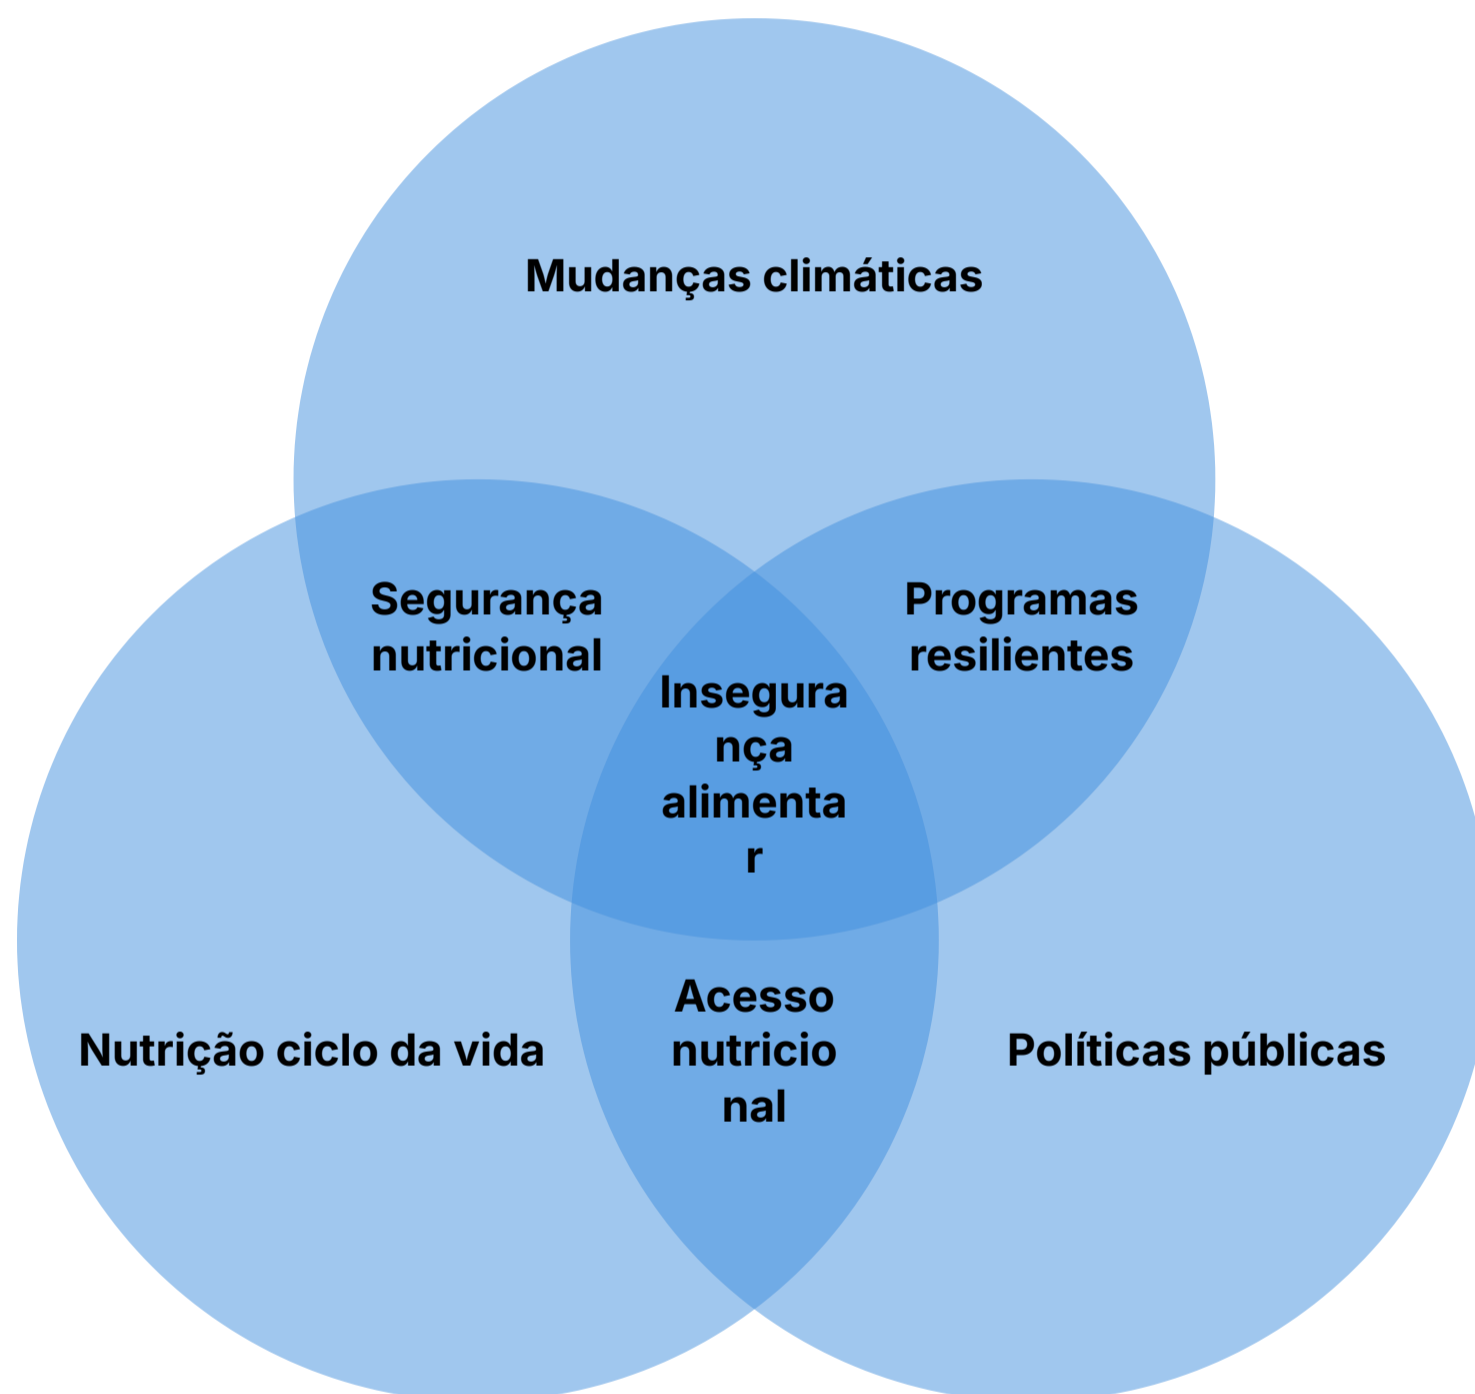 Mudanças climáticas
Segurança
nutricional
Programas
resilientes
Insegura
nça
alimenta
r
Nutrição ciclo da vida
Acesso
nutricio
nal
Políticas públicas